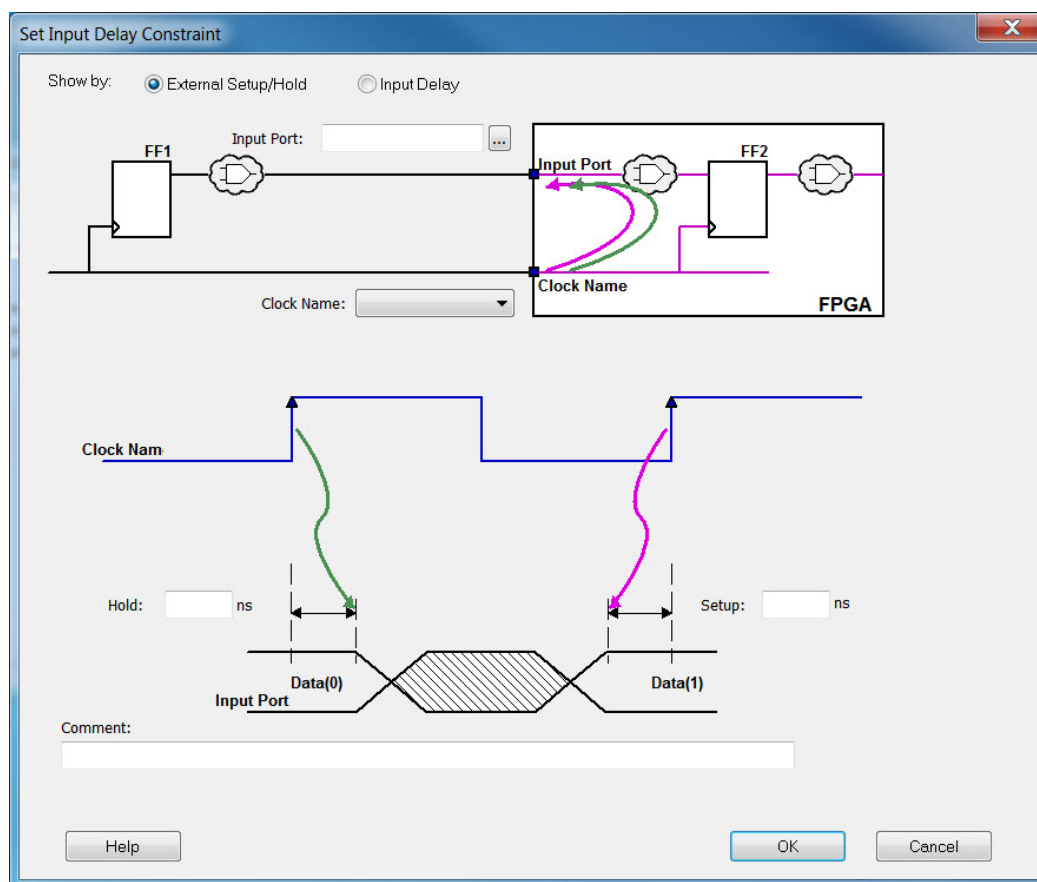 Set Input Delay Constraint
Show by: External Setup/Hold Input Delay
Input Port: ...
FF1
FF2
Input Port
Clock Name
Clock Name:
FPGA
Clock Nam
Hold: ns
Setup: ns
Data(0)
Data(1)
Input Port
Comment:
Help
OK
Cancel